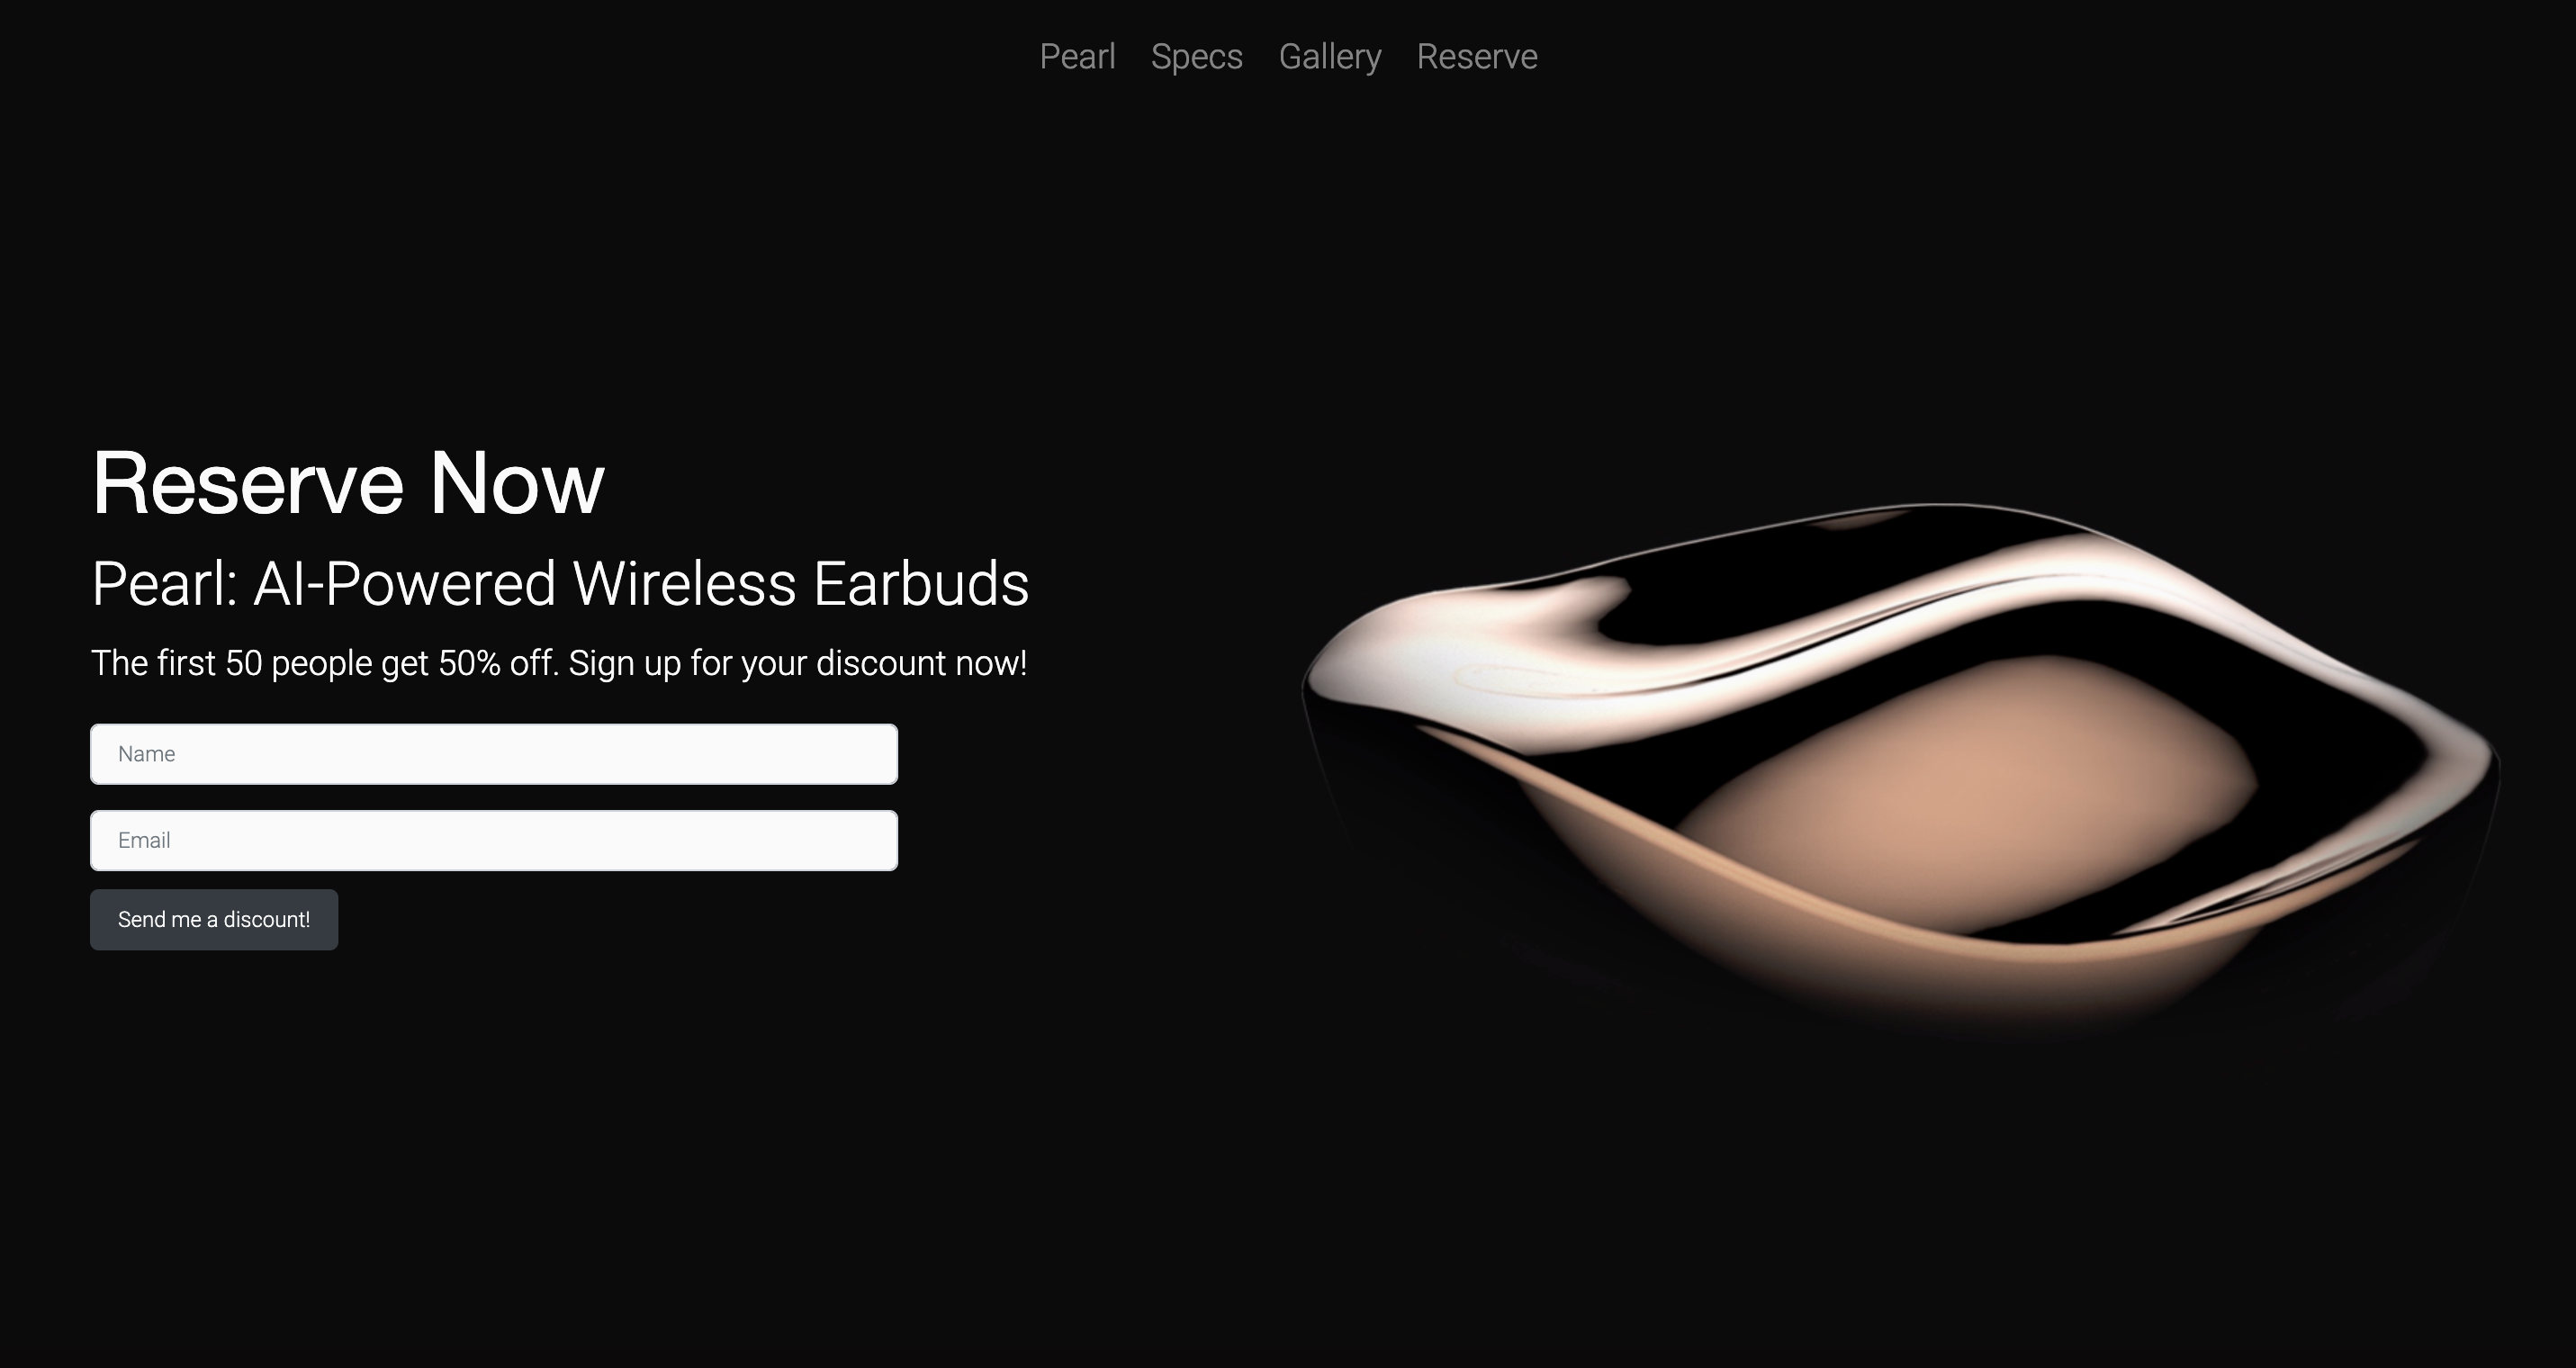 Pearl Specs Gallery Reserve
Reserve Now
Pearl: AI-Powered Wireless Earbuds
The first 50 people get 50% off. Sign up for your discount now!
Name
Email
Send me a discount!